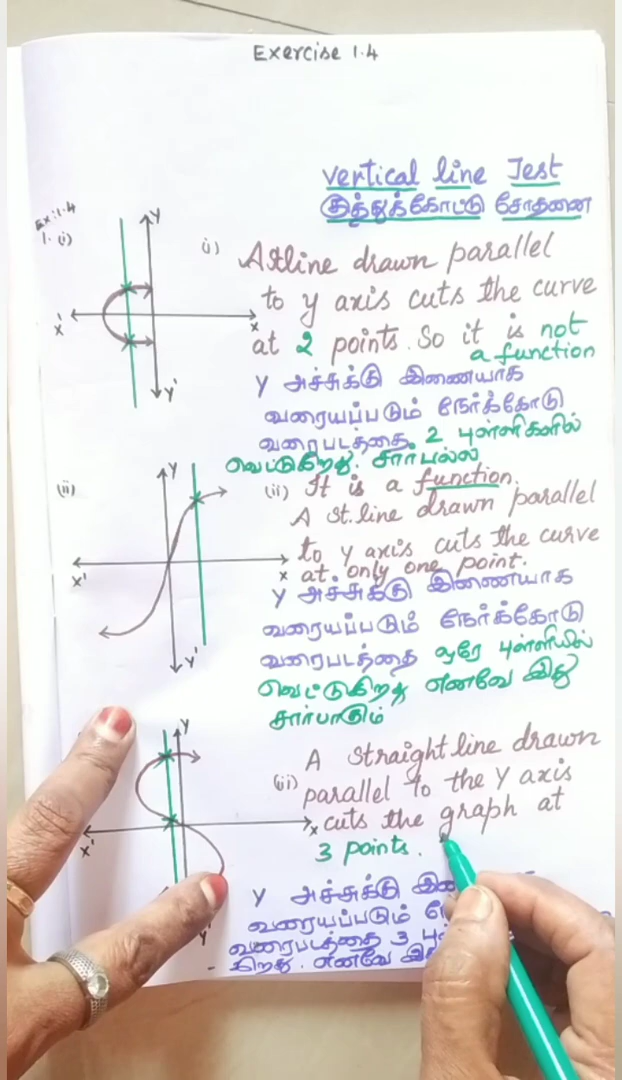 Exercise 1.4
Vertical line Test
குத்துக்கோட்டு சோதனை
Ex:1.4
1. (i)
Y
X'
X
Y'
i) A st.line drawn parallel
to y axis cuts the curve
at 2 points. So it is not
a function
Y அச்சுக்கு இணையாக
வரையப்படும் நேர்க்கோடு
வரைபடத்தை 2 புள்ளிகளில்
வெட்டுகிறது. சார்பல்ல
(ii)
Y
X'
X
Y'
(ii) It is a function.
A st.line drawn parallel
to y axis cuts the curve
at only one point.
Y அச்சுக்கு இணையாக
வரையப்படும் நேர்க்கோடு
வரைபடத்தை ஒரே புள்ளியில்
வெட்டுகிறது எனவே இது
சார்பாகும்
Y
X'
X
Y'
(iii) A straight line drawn
parallel to the Y axis
cuts the graph at
3 points.
Y அச்சுக்கு
வரையப்படும்
வரைபடத்தை 3
கிறது. எனவே